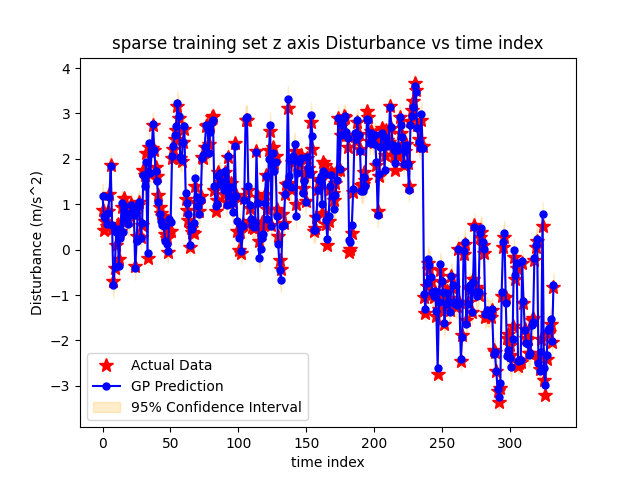 sparse training set z axis Disturbance vs time index
Disturbance (m/s^2)
4
3
2
1
0
−1
−2
−3
Actual Data
GP Prediction
95% Confidence Interval
0 50 100 150 200 250 300
time index